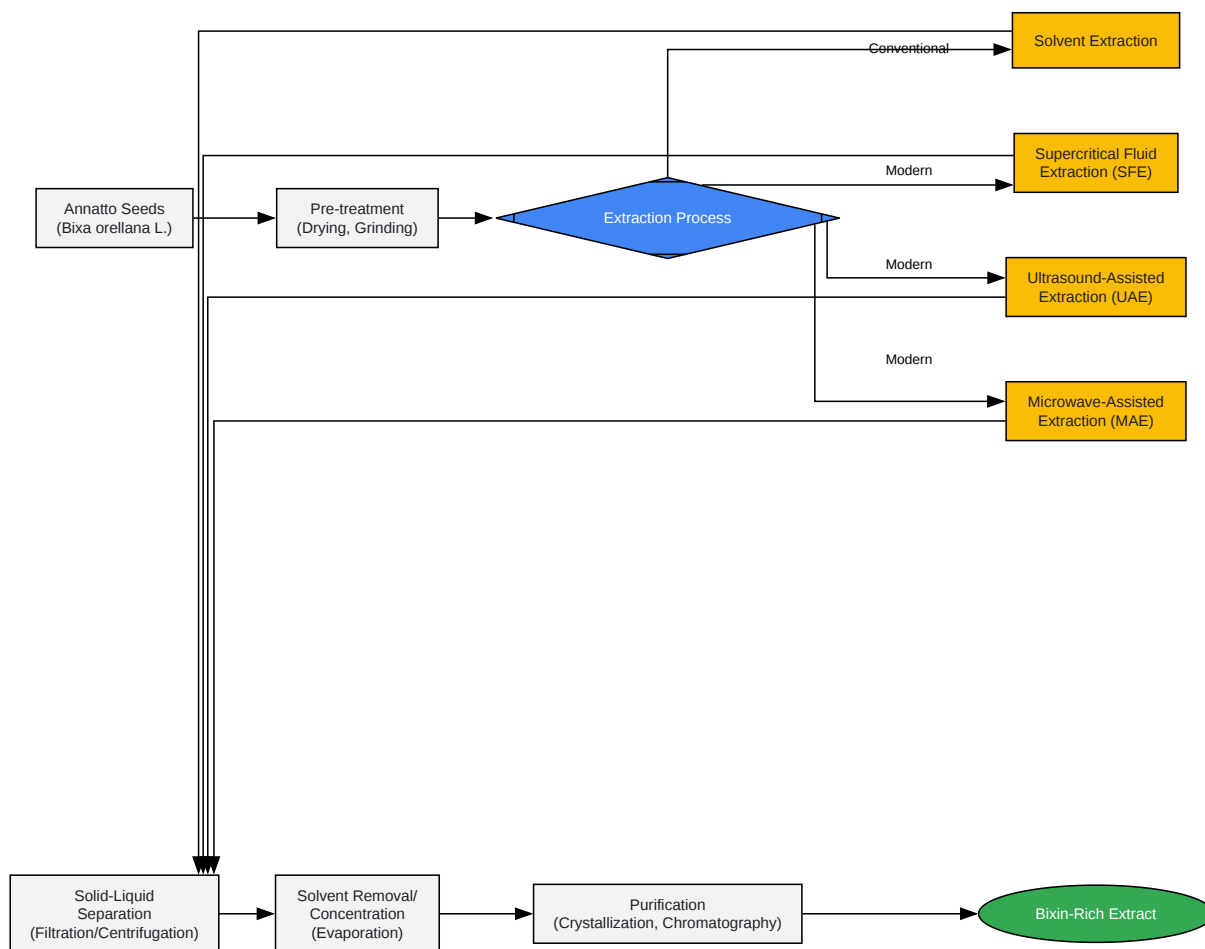 Solvent Extraction
Conventional
Supercritical Fluid
Extraction (SFE)
Modern
Annatto Seeds
(Bixa orellana L.)
Pre-treatment
(Drying, Grinding)
Extraction Process
Modern
Ultrasound-Assisted
Extraction (UAE)
Modern
Microwave-Assisted
Extraction (MAE)
Solid-Liquid
Separation
(Filtration/Centrifugation)
Solvent Removal/
Concentration
(Evaporation)
Purification
(Crystallization, Chromatography)
Bixin-Rich Extract